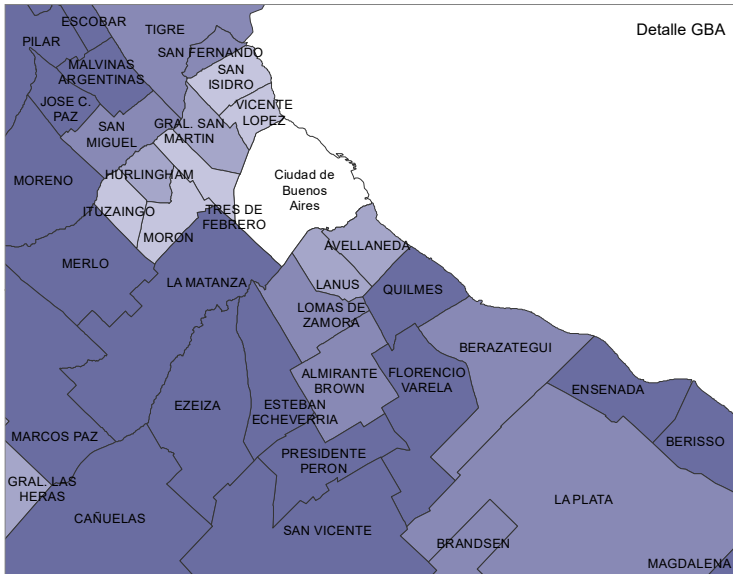 Detalle GBA
ESCOBAR
PILAR
TIGRE
SAN FERNANDO
MALVINAS
ARGENTINAS
SAN
ISIDRO
JOSE C.
PAZ
VICENTE
LOPEZ
SAN
MIGUEL
GRAL. SAN
MARTIN
MORENO
HURLINGHAM
Ciudad de
Buenos
Aires
ITUZAINGO
TRES DE
FEBRERO
MORON
AVELLANEDA
MERLO
LA MATANZA
LANUS
QUILMES
LOMAS DE
ZAMORA
BERAZATEGUI
ALMIRANTE
BROWN
FLORENCIO
VARELA
ENSENADA
EZEIZA
ESTEBAN
ECHEVERRIA
MARCOS PAZ
BERISSO
PRESIDENTE
PERON
GRAL. LAS
HERAS
LA PLATA
CAÑUELAS
SAN VICENTE
BRANDSEN
MAGDALENA